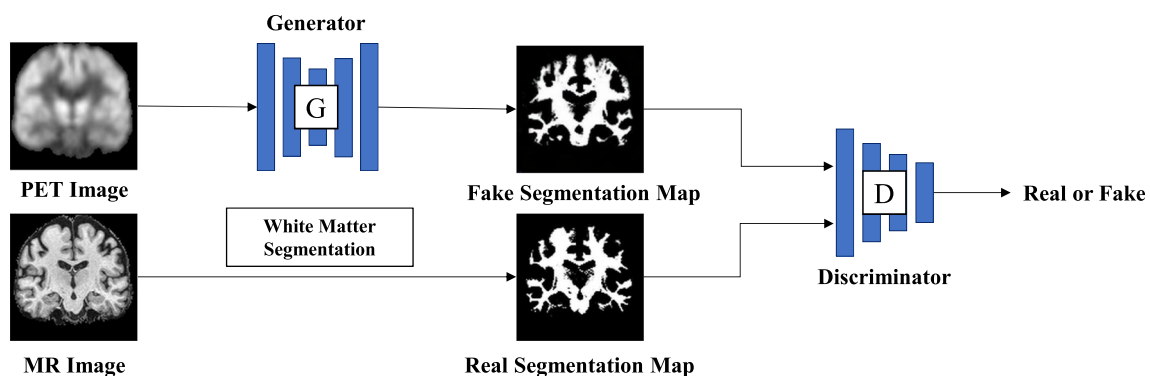 Generator
G
PET Image
Fake Segmentation Map
White Matter
Segmentation
D
Real or Fake
Discriminator
MR Image
Real Segmentation Map